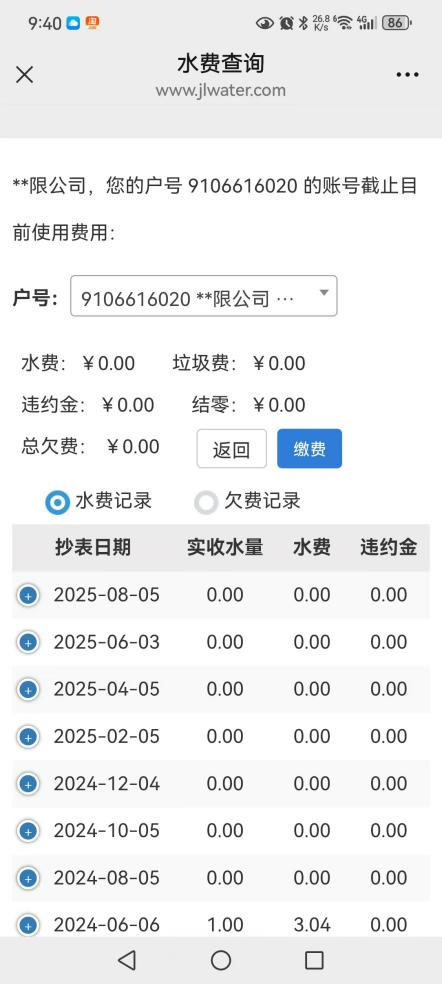 9:40 淘 26.8 K/s 6 4G 86
水费查询
www.jlwater.com
**限公司，您的户号 9106616020 的账号截止目
前使用费用：
户号： 9106616020 **限公司 ···
水费： ￥0.00 垃圾费： ￥0.00
违约金： ￥0.00 结零： ￥0.00
总欠费： ￥0.00 返回 缴费
水费记录 欠费记录
抄表日期 实收水量 水费 违约金
2025-08-05 0.00 0.00 0.00
2025-06-03 0.00 0.00 0.00
2025-04-05 0.00 0.00 0.00
2025-02-05 0.00 0.00 0.00
2024-12-04 0.00 0.00 0.00
2024-10-05 0.00 0.00 0.00
2024-08-05 0.00 0.00 0.00
2024-06-06 1.00 3.04 0.00